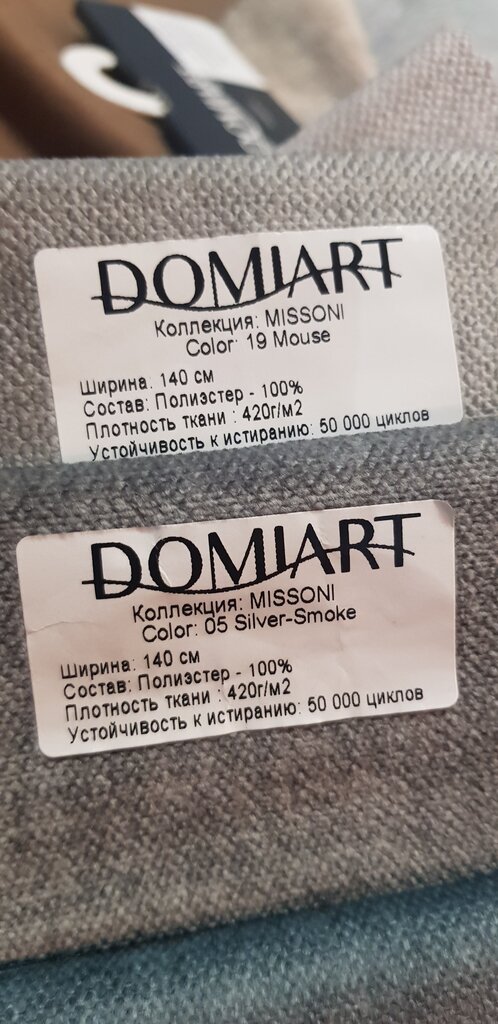 DOMIART
Коллекция: MISSONI
Color: 19 Mouse
Ширина: 140 см
Состав: Полиэстер - 100%
Плотность ткани : 420г/м2
Устойчивость к истиранию: 50 000 циклов
DOMIART
Коллекция: MISSONI
Color: 05 Silver-Smoke
Ширина: 140 см
Состав: Полиэстер - 100%
Плотность ткани : 420г/м2
Устойчивость к истиранию: 50 000 циклов